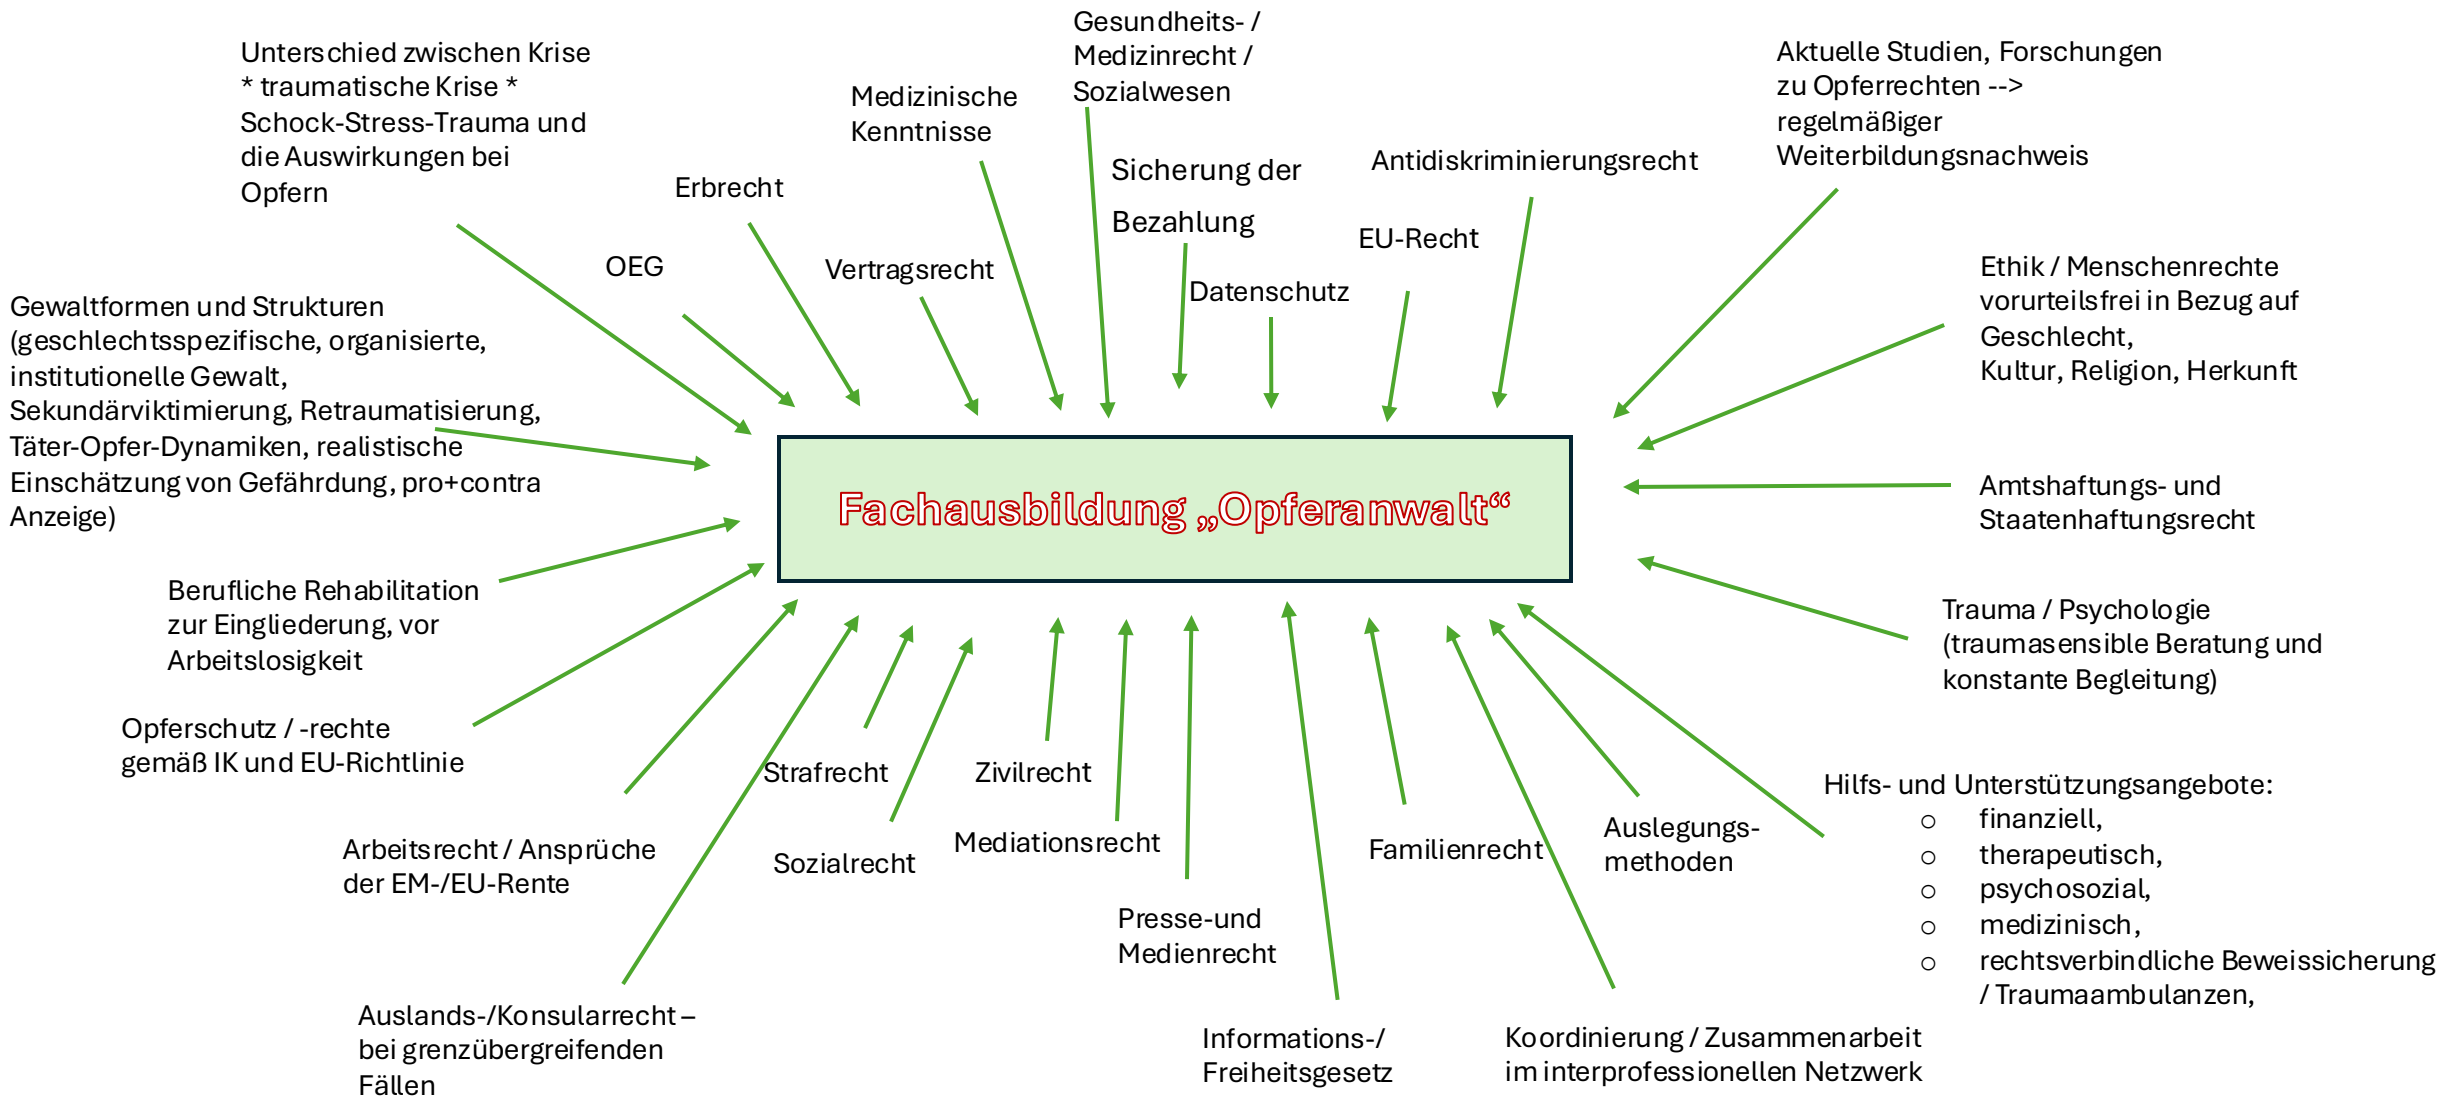 Gesundheits- /
Medizinrecht /
Sozialwesen
Unterschied zwischen Krise
* traumatische Krise *
Schock-Stress-Trauma und
die Auswirkungen bei
Opfern
Medizinische
Kenntnisse
Aktuelle Studien, Forschungen
zu Opferrechten -->
regelmäßiger
Weiterbildungsnachweis
Erbrecht
Sicherung der
Bezahlung
Antidiskriminierungsrecht
OEG
Vertragsrecht
Datenschutz
EU-Recht
Ethik / Menschenrechte
vorurteilsfrei in Bezug auf
Geschlecht,
Kultur, Religion, Herkunft
Gewaltformen und Strukturen
(geschlechtsspezifische, organisierte,
institutionelle Gewalt,
Sekundärviktimierung, Retraumatisierung,
Täter-Opfer-Dynamiken, realistische
Einschätzung von Gefährdung, pro+contra
Anzeige)
Fachausbildung „Opferanwalt“
Amtshaftungs- und
Staatenhaftungsrecht
Berufliche Rehabilitation
zur Eingliederung, vor
Arbeitslosigkeit
Trauma / Psychologie
(traumasensible Beratung und
konstante Begleitung)
Opferschutz / -rechte
gemäß IK und EU-Richtlinie
Strafrecht
Zivilrecht
Hilfs- und Unterstützungsangebote:
o finanziell,
o therapeutisch,
o psychosozial,
o medizinisch,
o rechtsverbindliche Beweissicherung
/ Traumaambulanzen,
Arbeitsrecht / Ansprüche
der EM-/EU-Rente
Sozialrecht
Mediationsrecht
Familienrecht
Auslegungs-
methoden
Presse-und
Medienrecht
Auslands-/Konsularrecht –
bei grenzübergreifenden
Fällen
Informations-/
Freiheitsgesetz
Koordinierung / Zusammenarbeit
im interprofessionellen Netzwerk